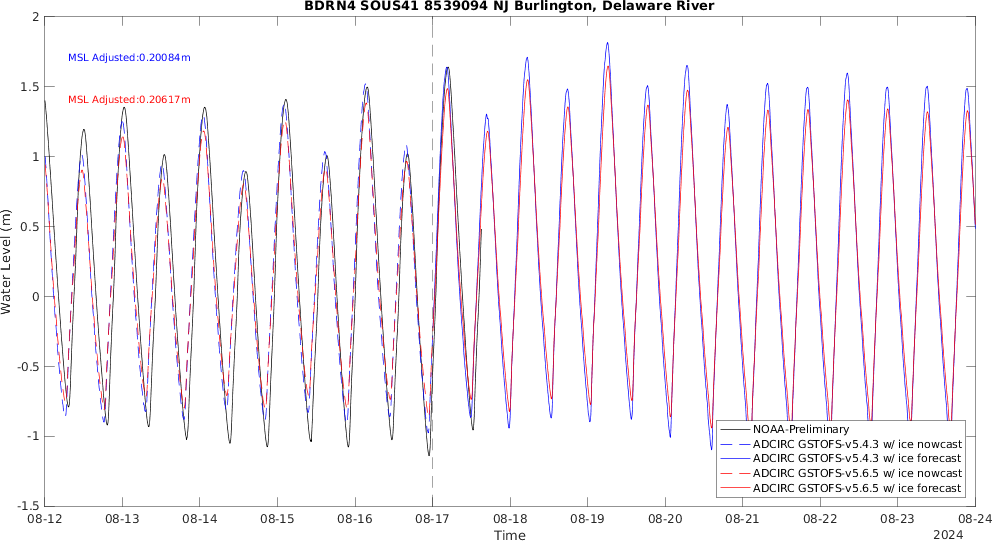 BDRN4 SOUS41 8539094 NJ Burlington, Delaware River
2
1.5
1
0.5
0
-0.5
-1
-1.5
Water Level (m)
MSL Adjusted:0.20084m
MSL Adjusted:0.20617m
NOAA-Preliminary
ADCIRC GSTOFS-v5.4.3 w/ ice nowcast
ADCIRC GSTOFS-v5.4.3 w/ ice forecast
ADCIRC GSTOFS-v5.6.5 w/ ice nowcast
ADCIRC GSTOFS-v5.6.5 w/ ice forecast
08-12 08-13 08-14 08-15 08-16 08-17 08-18 08-19 08-20 08-21 08-22 08-23 08-24
Time
2024